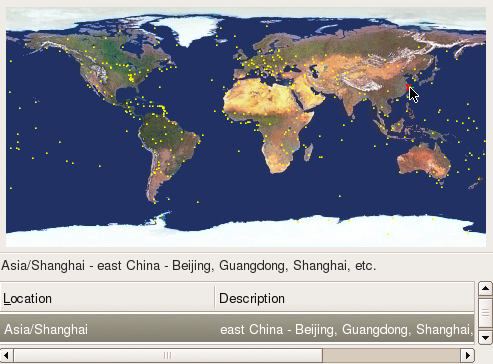 Asia/Shanghai - east China - Beijing, Guangdong, Shanghai, etc.
Location Description
Asia/Shanghai east China - Beijing, Guangdong, Shanghai,